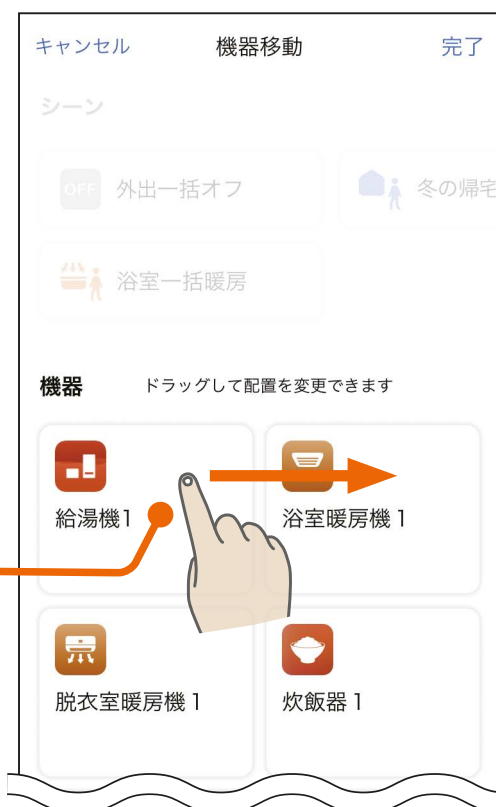 キャンセル 機器移動 完了
シーン
OFF 外出一括オフ 冬の帰宅
浴室一括暖房
機器 ドラッグして配置を変更できます
給湯機1 浴室暖房機 1
脱衣室暖房機 1 炊飯器 1